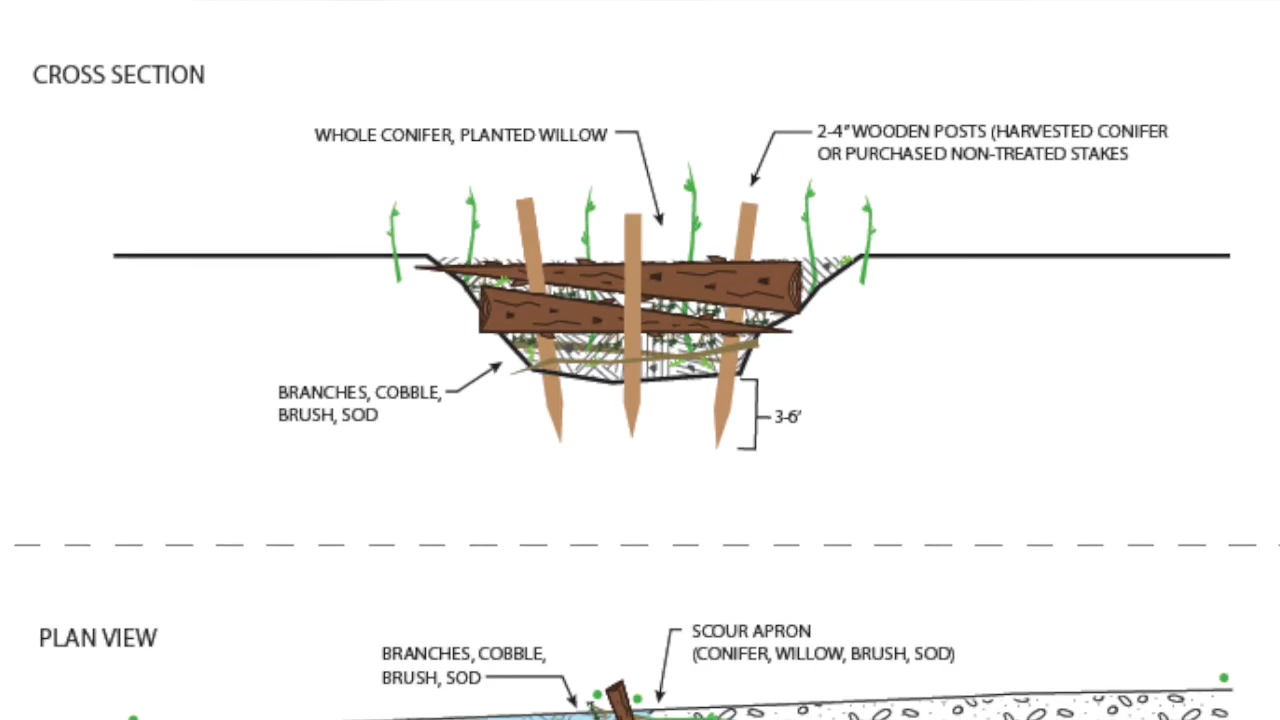 CROSS SECTION
WHOLE CONIFER, PLANTED WILLOW
2-4" WOODEN POSTS (HARVESTED CONIFER
OR PURCHASED NON-TREATED STAKES
BRANCHES, COBBLE,
BRUSH, SOD
3-6'
PLAN VIEW
BRANCHES, COBBLE,
BRUSH, SOD
SCOUR APRON
(CONIFER, WILLOW, BRUSH, SOD)